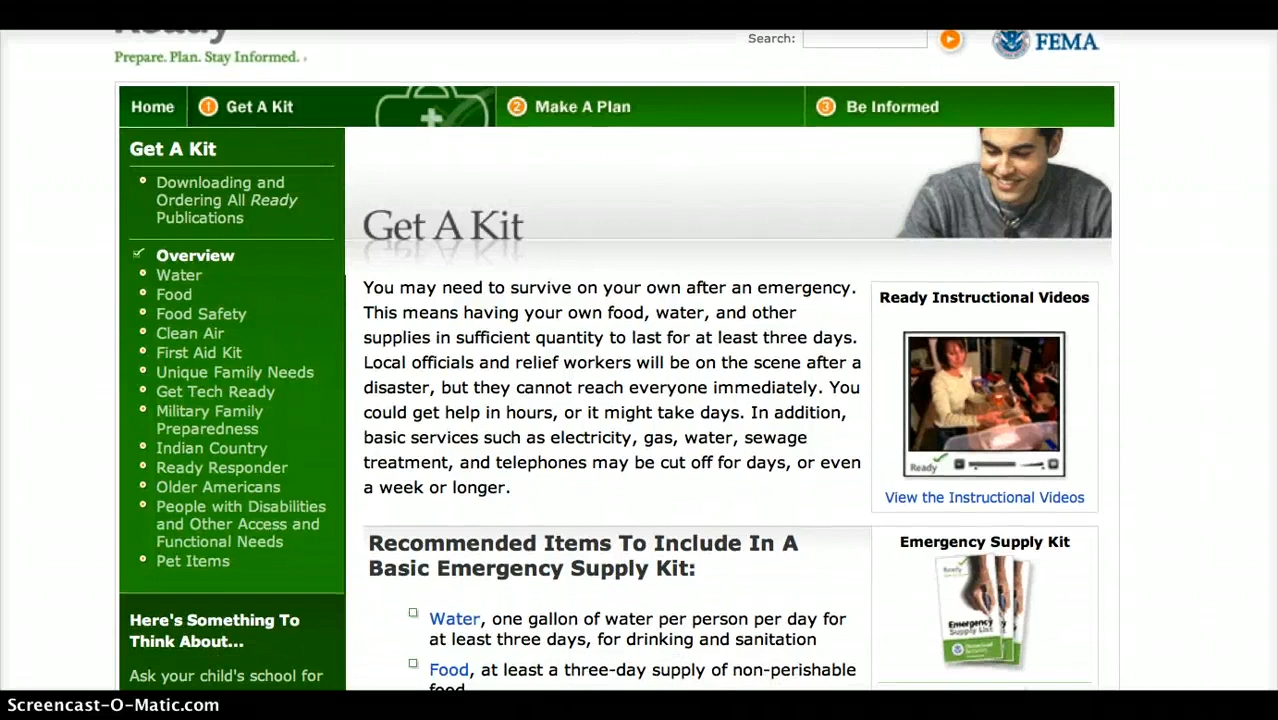 Ready
Prepare. Plan. Stay Informed.
Search:
FEMA
Home
1 Get A Kit
2 Make A Plan
3 Be Informed
Get A Kit
Downloading and
Ordering All Ready
Publications
Overview
Water
Food
Food Safety
Clean Air
First Aid Kit
Unique Family Needs
Get Tech Ready
Military Family
Preparedness
Indian Country
Ready Responder
Older Americans
People with Disabilities
and Other Access and
Functional Needs
Pet Items
Here's Something To
Think About...
Ask your child's school for
Get A Kit
You may need to survive on your own after an emergency.
This means having your own food, water, and other
supplies in sufficient quantity to last for at least three days.
Local officials and relief workers will be on the scene after a
disaster, but they cannot reach everyone immediately. You
could get help in hours, or it might take days. In addition,
basic services such as electricity, gas, water, sewage
treatment, and telephones may be cut off for days, or even
a week or longer.
Recommended Items To Include In A
Basic Emergency Supply Kit:
Water, one gallon of water per person per day for
at least three days, for drinking and sanitation
Food, at least a three-day supply of non-perishable
food
Ready Instructional Videos
Ready
View the Instructional Videos
Emergency Supply Kit
Ready
Emergency
Supply List
Screencast-O-Matic.com